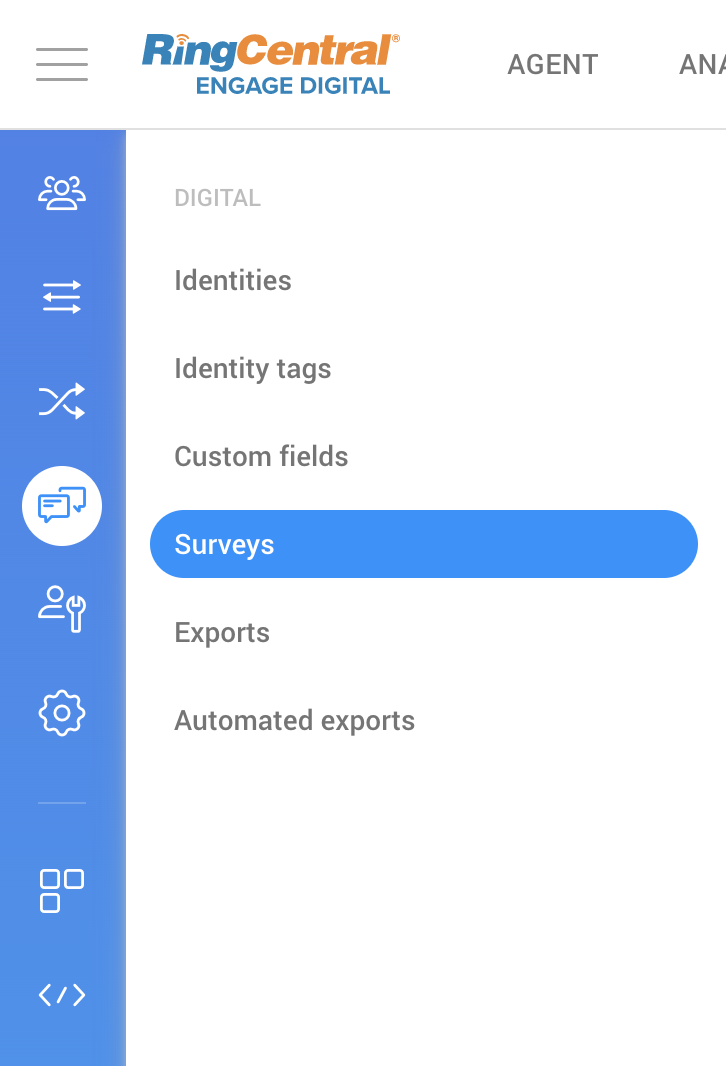 RingCentral®
ENGAGE DIGITAL
AGENT
ANA
DIGITAL
Identities
Identity tags
Custom fields
Surveys
Exports
Automated exports